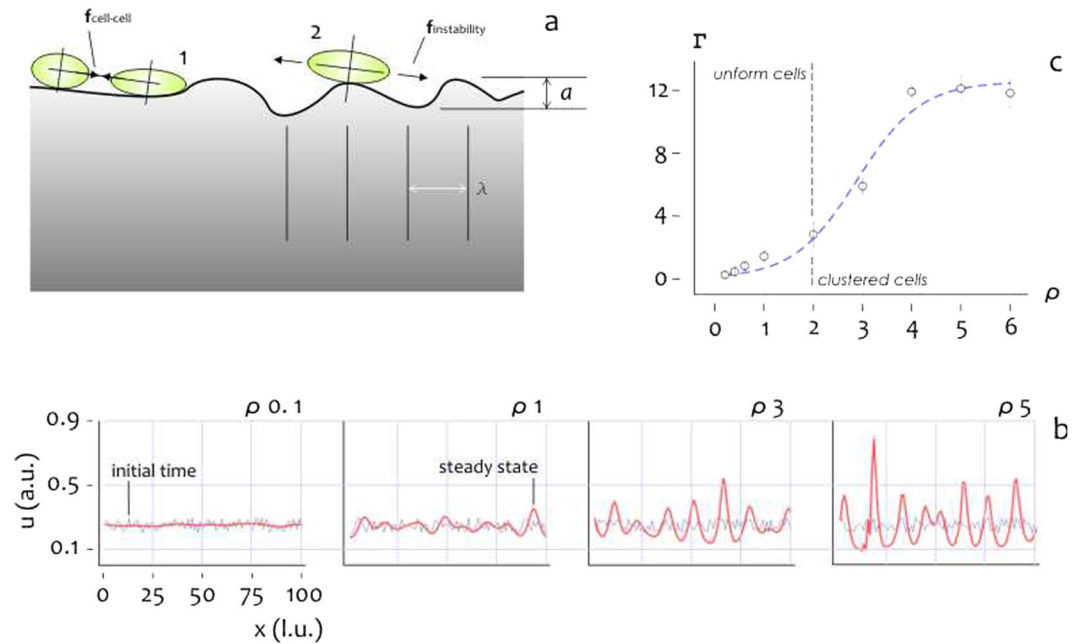 f cell-cell
1
2
f instability
a
a
λ
Γ
c
unform cells
12
8
4
0
clustered cells
ρ
0 1 2 3 4 5 6
ρ 0.1
ρ 1
ρ 3
ρ 5
b
0.9
0.5
0.1
u (a.u.)
initial time
steady state
0 25 50 75 100
x (l.u.)